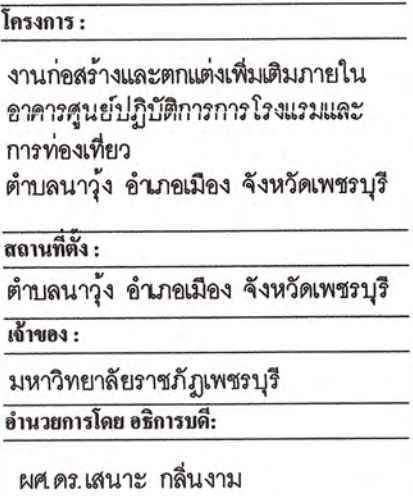 โครงการ :
งานก่อสร้างและตกแต่งเพิ่มเติมภายใน
อาคารศูนย์ปฏิบัติการการโรงแรมและ
การท่องเที่ยว
ตำบลนาวุ้ง อำเภอเมือง จังหวัดเพชรบุรี
สถานที่ตั้ง :
ตำบลนาวุ้ง อำเภอเมือง จังหวัดเพชรบุรี
เจ้าของ :
มหาวิทยาลัยราชภัฏเพชรบุรี
อำนวยการโดย อธิการบดี:
ผศ.ดร.เสนาะ กลิ่นงาม